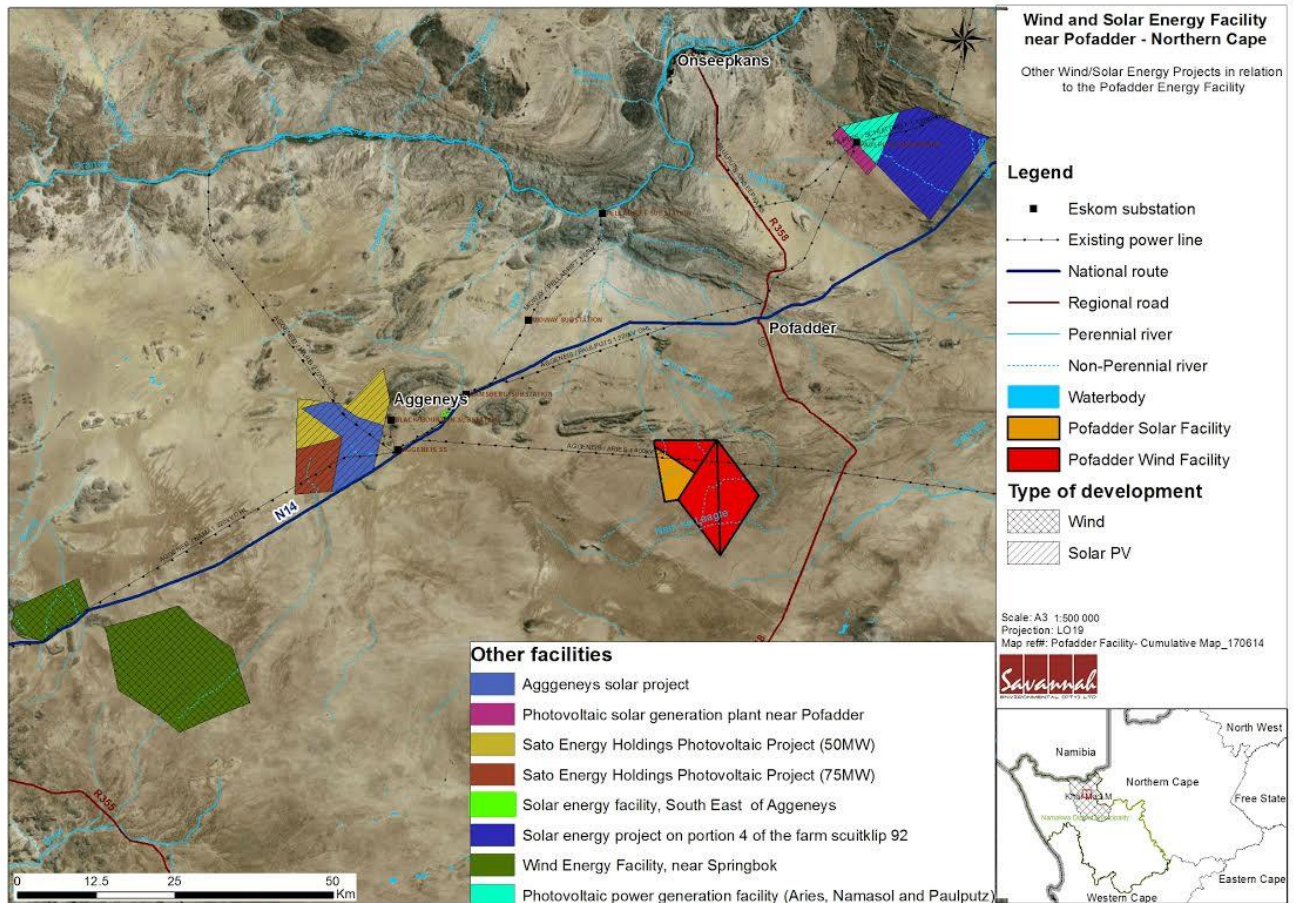 Wind and Solar Energy Facility
near Pofadder - Northern Cape
Other Wind/Solar Energy Projects in relation
to the Pofadder Energy Facility
Legend
Eskom substation
Existing power line
National route
Regional road
Perennial river
Non-Perennial river
Waterbody
Pofadder Solar Facility
Pofadder Wind Facility
Type of development
Wind
Solar PV
Scale: A3 1:500 000
Projection: LO19
Map ref#: Pofadder Facility- Cumulative Map_170614
Savannah
ENVIRONMENTAL (PTY) LTD
North West
Namibia
Northern Cape
Free State
Eastern Cape
Western Cape
Onseepkans
R358
Pofadder
MIDWAY SUBSTATION
Aggeneys
AGGENEIS SS
N14
R355
0 12.5 25 50
Km
Other facilities
Agggeneys solar project
Photovoltaic solar generation plant near Pofadder
Sato Energy Holdings Photovoltaic Project (50MW)
Sato Energy Holdings Photovoltaic Project (75MW)
Solar energy facility, South East of Aggeneys
Solar energy project on portion 4 of the farm scuitklip 92
Wind Energy Facility, near Springbok
Photovoltaic power generation facility (Aries, Namasol and Paulputz)